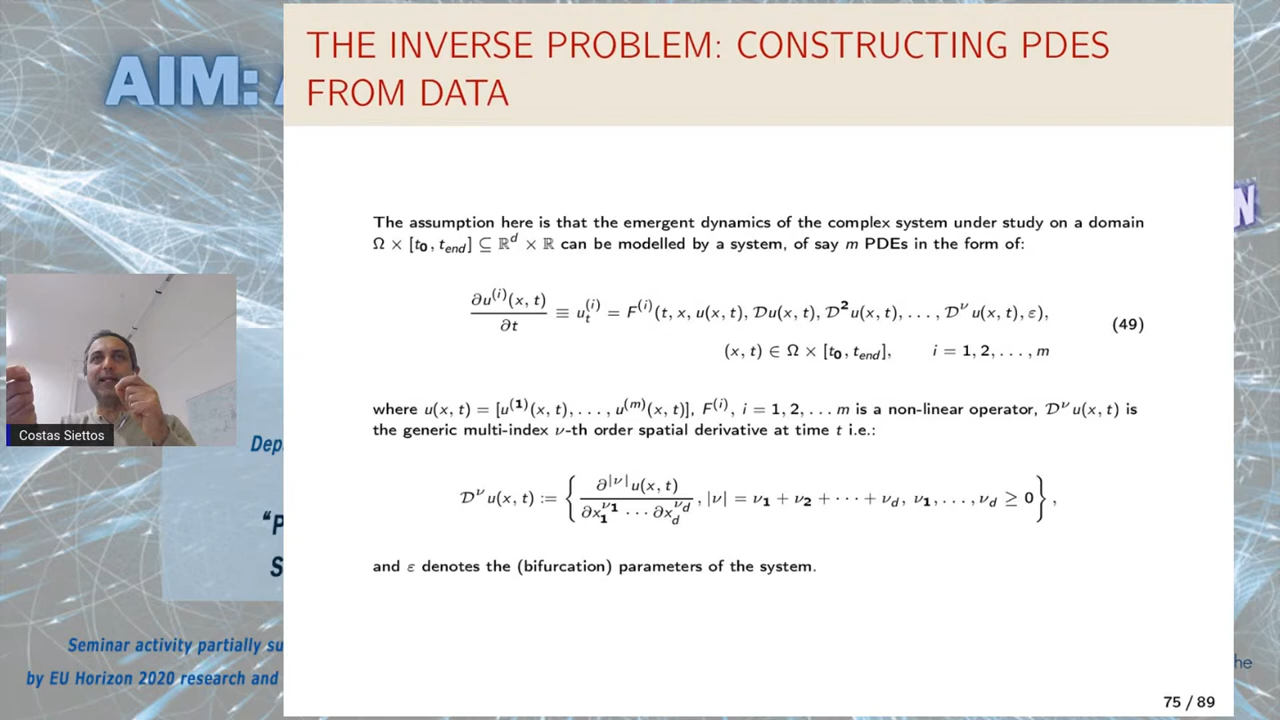 THE INVERSE PROBLEM: CONSTRUCTING PDES
FROM DATA
AIM:
The assumption here is that the emergent dynamics of the complex system under study on a domain
Ω × [t₀, t_end] ⊆ ℝ^d × ℝ can be modelled by a system, of say m PDEs in the form of:
∂u^(i)(x, t)/∂t ≡ u_t^(i) = F^(i)(t, x, u(x, t), 𝒟u(x, t), 𝒟²u(x, t), . . . , 𝒟^ν u(x, t), ε),
(49)
(x, t) ∈ Ω × [t₀, t_end], i = 1, 2, . . . , m
where u(x, t) = [u^(1)(x, t), . . . , u^(m)(x, t)], F^(i), i = 1, 2, . . . m is a non-linear operator, 𝒟^ν u(x, t) is
the generic multi-index ν-th order spatial derivative at time t i.e.:
𝒟^ν u(x, t) := { ∂^|ν| u(x, t) / ∂x₁^ν₁ · · · ∂x_d^ν_d , |ν| = ν₁ + ν₂ + · · · + ν_d, ν₁, . . . , ν_d ≥ 0 } ,
and ε denotes the (bifurcation) parameters of the system.
75 / 89
Costas Siettos
Dep
"P
S
Seminar activity partially su
by EU Horizon 2020 research and
N
he